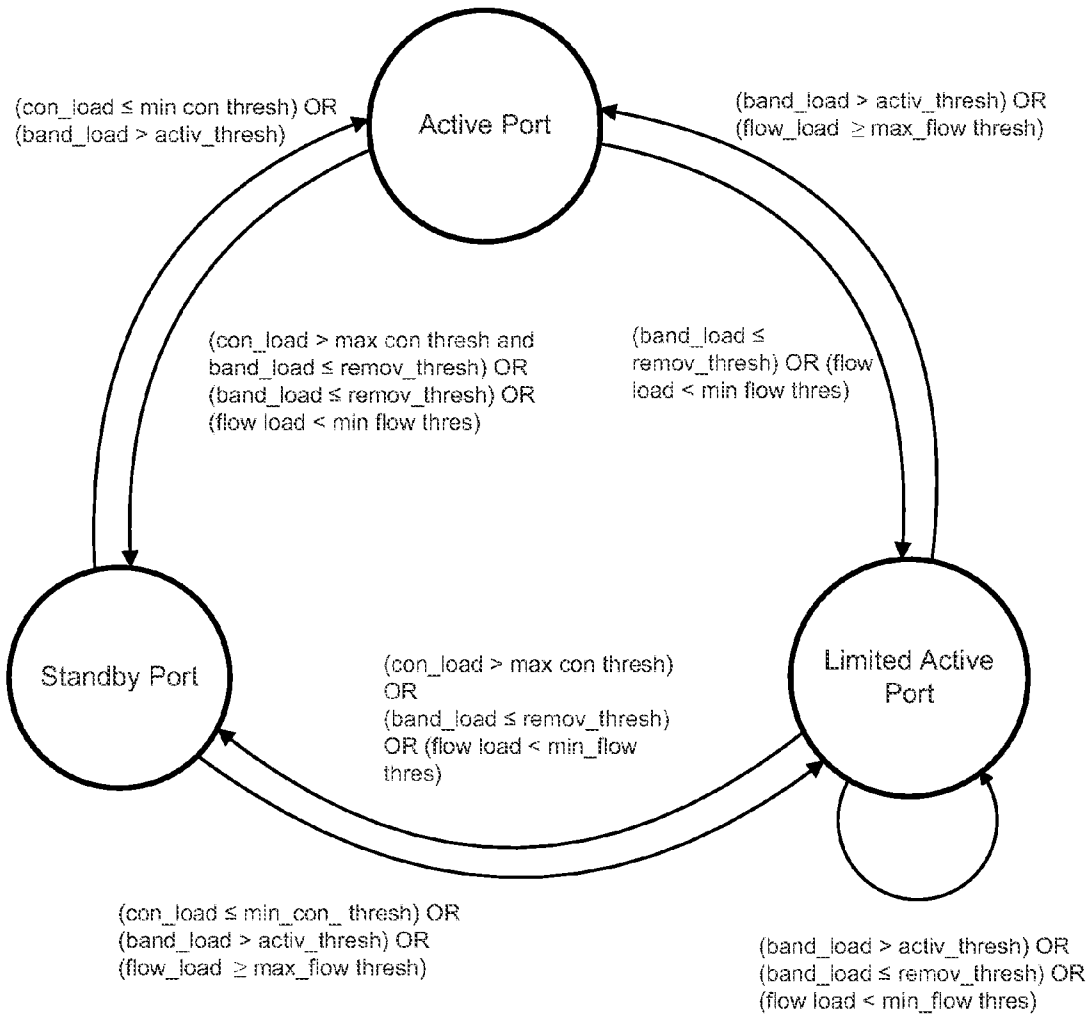 (con_load ≤ min con thresh) OR
(band_load > activ_thresh)
Active Port
(band_load > activ_thresh) OR
(flow_load ≥ max_flow thresh)
(con_load > max con thresh and
band_load ≤ remov_thresh) OR
(band_load ≤ remov_thresh) OR
(flow load < min flow thres)
(band_load ≤
remov_thresh) OR (flow
load < min flow thres)
Standby Port
(con_load > max con thresh)
OR
(band_load ≤ remov_thresh)
OR (flow load < min_flow
thres)
Limited Active
Port
(con_load ≤ min_con_ thresh) OR
(band_load > activ_thresh) OR
(flow_load ≥ max_flow thresh)
(band_load > activ_thresh) OR
(band_load ≤ remov_thresh) OR
(flow load < min_flow thres)